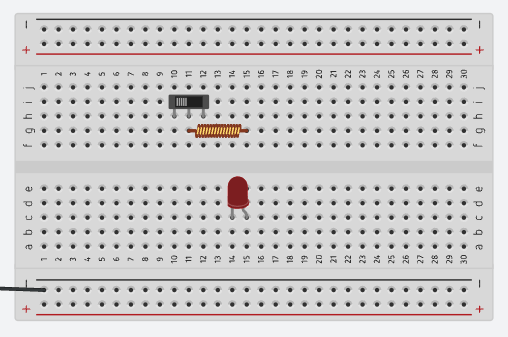 − −
+ +
1 2 3 4 5 6 7 8 9 10 11 12 13 14 15 16 17 18 19 20 21 22 23 24 25 26 27 28 29 30
j j
i i
h h
g g
f f
e e
d d
c c
b b
a a
1 2 3 4 5 6 7 8 9 10 11 12 13 14 15 16 17 18 19 20 21 22 23 24 25 26 27 28 29 30
− −
+ +